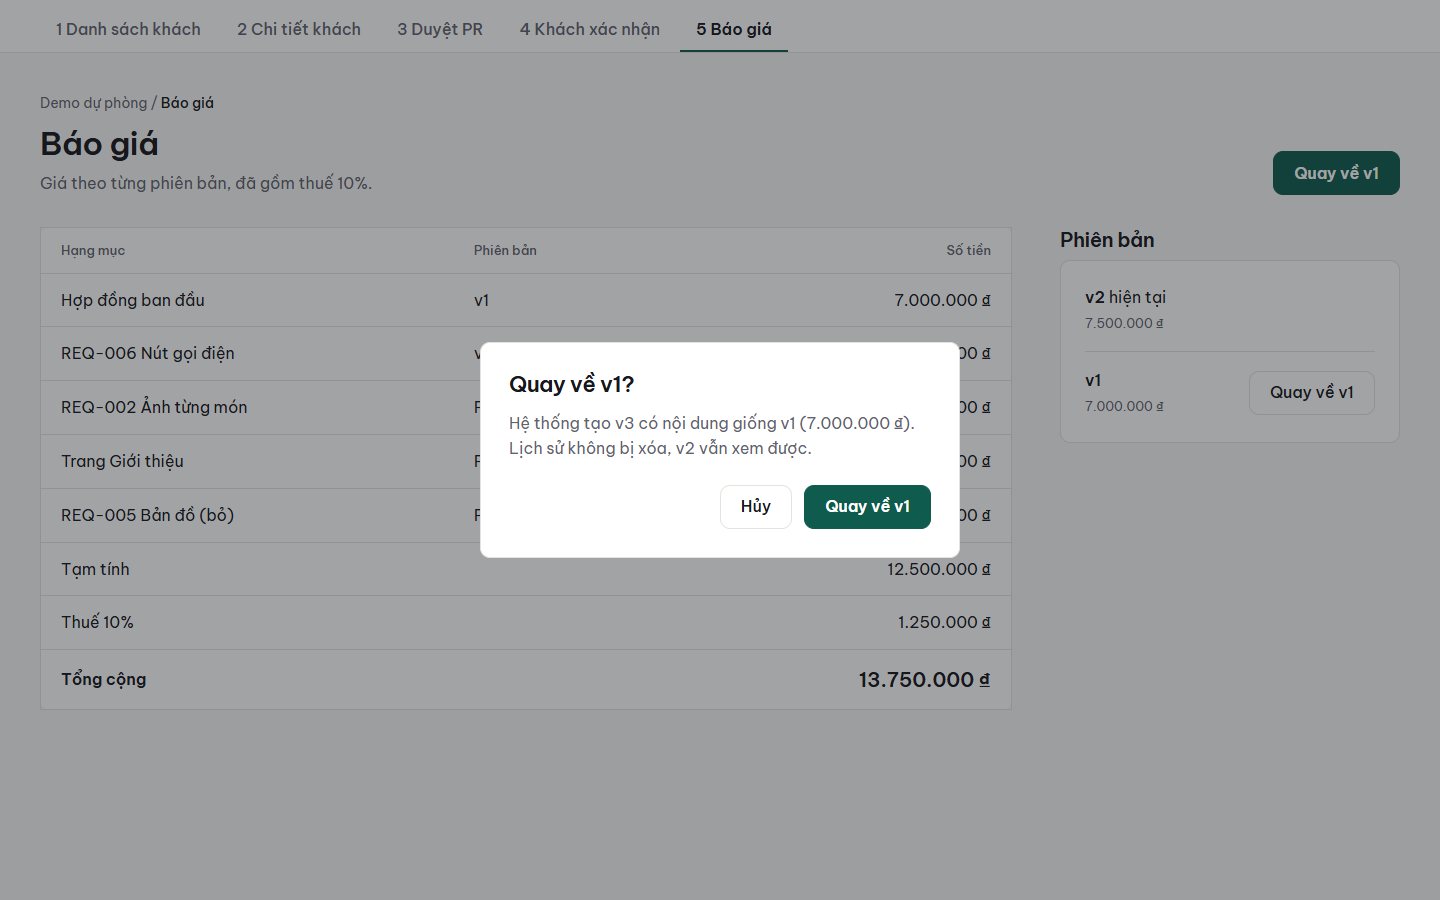 1 Danh sách khách 2 Chi tiết khách 3 Duyệt PR 4 Khách xác nhận 5 Báo giá
Demo dự phòng / Báo giá
Báo giá
Giá theo từng phiên bản, đã gồm thuế 10%.
Quay về v1
Hạng mục Phiên bản Số tiền
Hợp đồng ban đầu v1 7.000.000 ₫
REQ-006 Nút gọi điện
REQ-002 Ảnh từng món
Trang Giới thiệu
REQ-005 Bản đồ (bỏ)
Tạm tính 12.500.000 ₫
Thuế 10% 1.250.000 ₫
Tổng cộng 13.750.000 ₫
Phiên bản
v2 hiện tại
7.500.000 ₫
v1
7.000.000 ₫
Quay về v1
Quay về v1?
Hệ thống tạo v3 có nội dung giống v1 (7.000.000 ₫).
Lịch sử không bị xóa, v2 vẫn xem được.
Hủy Quay về v1